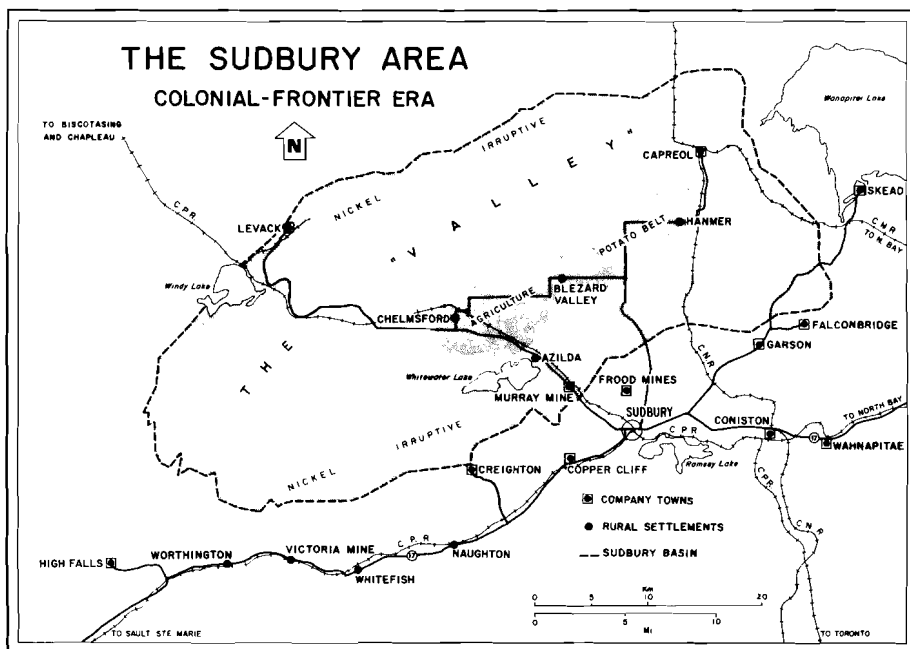 THE SUDBURY AREA
COLONIAL-FRONTIER ERA
N
TO BISCOTASING
AND CHAPLEAU
Wanapitei Lake
NICKEL IRRUPTIVE
CAPREOL
SKEAD
C P R
LEVACK
THE "VALLEY"
POTATO BELT
HANMER
C N R
TO N. BAY
Windy Lake
BLEZARD
VALLEY
AGRICULTURE
CHELMSFORD
FALCONBRIDGE
GARSON
AZILDA
Whitewater Lake
CNR
FROOD MINES
MURRAY MINE
SUDBURY
TO NORTH BAY
CONISTON
C P R
17
WAHNAPITAE
Ramsey Lake
NICKEL IRRUPTIVE
CREIGHTON
COPPER CLIFF
COMPANY TOWNS
RURAL SETTLEMENTS
SUDBURY BASIN
CPR
C N R
HIGH FALLS
WORTHINGTON
VICTORIA MINE
C P R
17
NAUGHTON
WHITEFISH
Km
0 5 10 20
0 5 10
Mi
TO SAULT STE MARIE
TO TORONTO